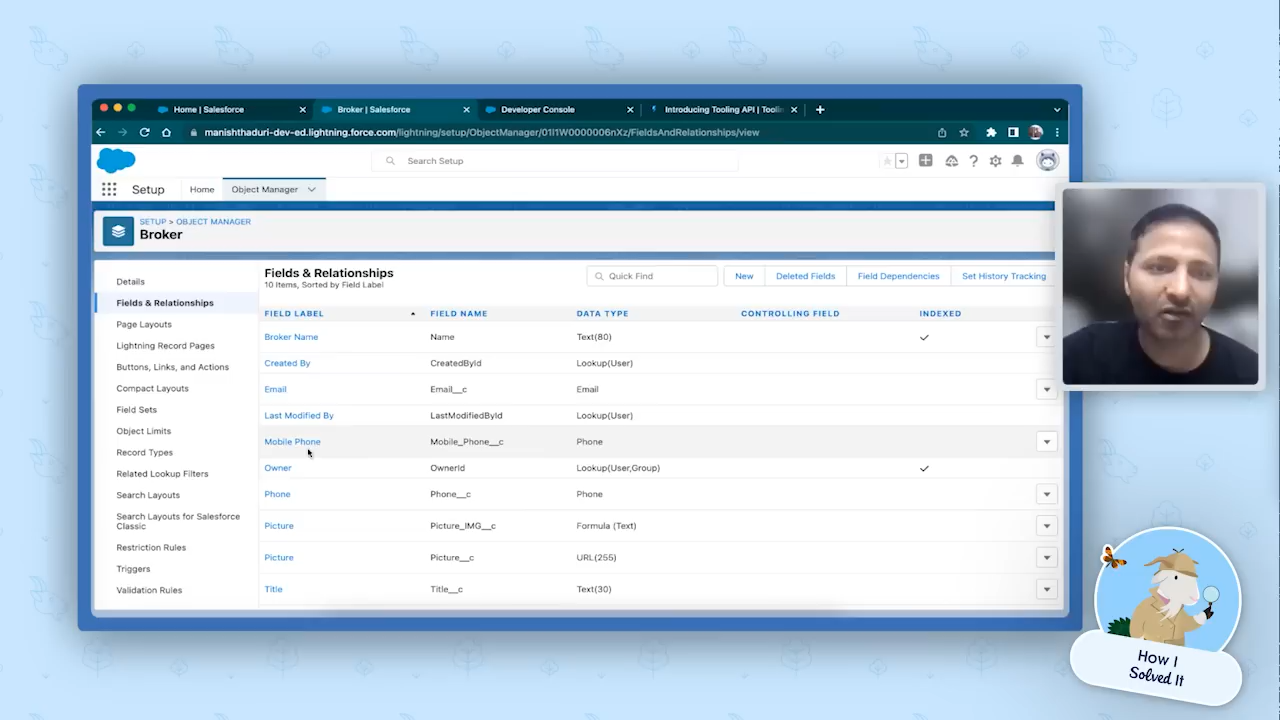 Home | Salesforce
Broker | Salesforce
Developer Console
Introducing Tooling API | Toolin
manishthaduri-dev-ed.lightning.force.com/lightning/setup/ObjectManager/01I1W0000006nXz/FieldsAndRelationships/view
Search Setup
Setup
Home
Object Manager
SETUP > OBJECT MANAGER
Broker
Details
Fields & Relationships
Page Layouts
Lightning Record Pages
Buttons, Links, and Actions
Compact Layouts
Field Sets
Object Limits
Record Types
Related Lookup Filters
Search Layouts
Search Layouts for Salesforce
Classic
Restriction Rules
Triggers
Validation Rules
Fields & Relationships
10 Items, Sorted by Field Label
Quick Find
New
Deleted Fields
Field Dependencies
Set History Tracking
FIELD LABEL FIELD NAME DATA TYPE CONTROLLING FIELD INDEXED
Broker Name Name Text(80)
Created By CreatedById Lookup(User)
Email Email__c Email
Last Modified By LastModifiedById Lookup(User)
Mobile Phone Mobile_Phone__c Phone
Owner OwnerId Lookup(User,Group)
Phone Phone__c Phone
Picture Picture_IMG__c Formula (Text)
Picture Picture__c URL(255)
Title Title__c Text(30)
How I
Solved It